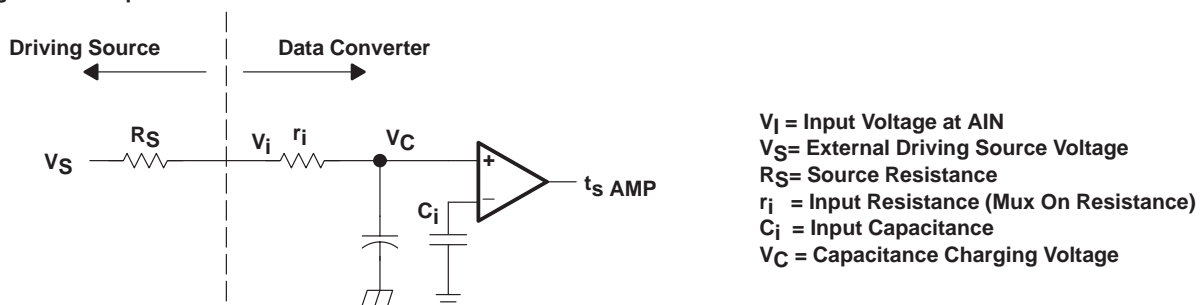 Driving Source
Data Converter
VS
RS
Vi
ri
VC
+
−
Ci
ts AMP
VI = Input Voltage at AIN
VS= External Driving Source Voltage
RS= Source Resistance
ri = Input Resistance (Mux On Resistance)
Ci = Input Capacitance
VC = Capacitance Charging Voltage